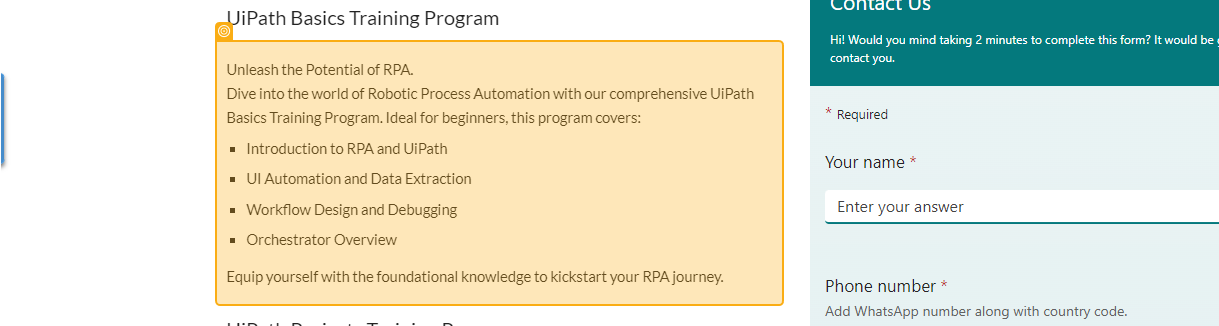 UiPath Basics Training Program
Unleash the Potential of RPA.
Dive into the world of Robotic Process Automation with our comprehensive UiPath
Basics Training Program. Ideal for beginners, this program covers:
Introduction to RPA and UiPath
UI Automation and Data Extraction
Workflow Design and Debugging
Orchestrator Overview
Equip yourself with the foundational knowledge to kickstart your RPA journey.
Contact Us
Hi! Would you mind taking 2 minutes to complete this form? It would be
contact you.
* Required
Your name *
Enter your answer
Phone number *
Add WhatsApp number along with country code.